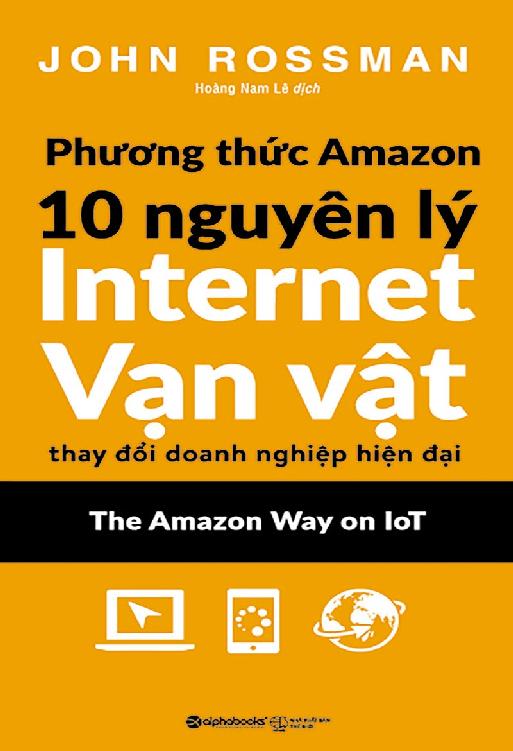 JOHN ROSSMAN
Hoàng Nam Lê dịch
Phương thức Amazon
10 nguyên lý
Internet
Vạn vật
thay đổi doanh nghiệp hiện đại
The Amazon Way on IoT
alphabooks